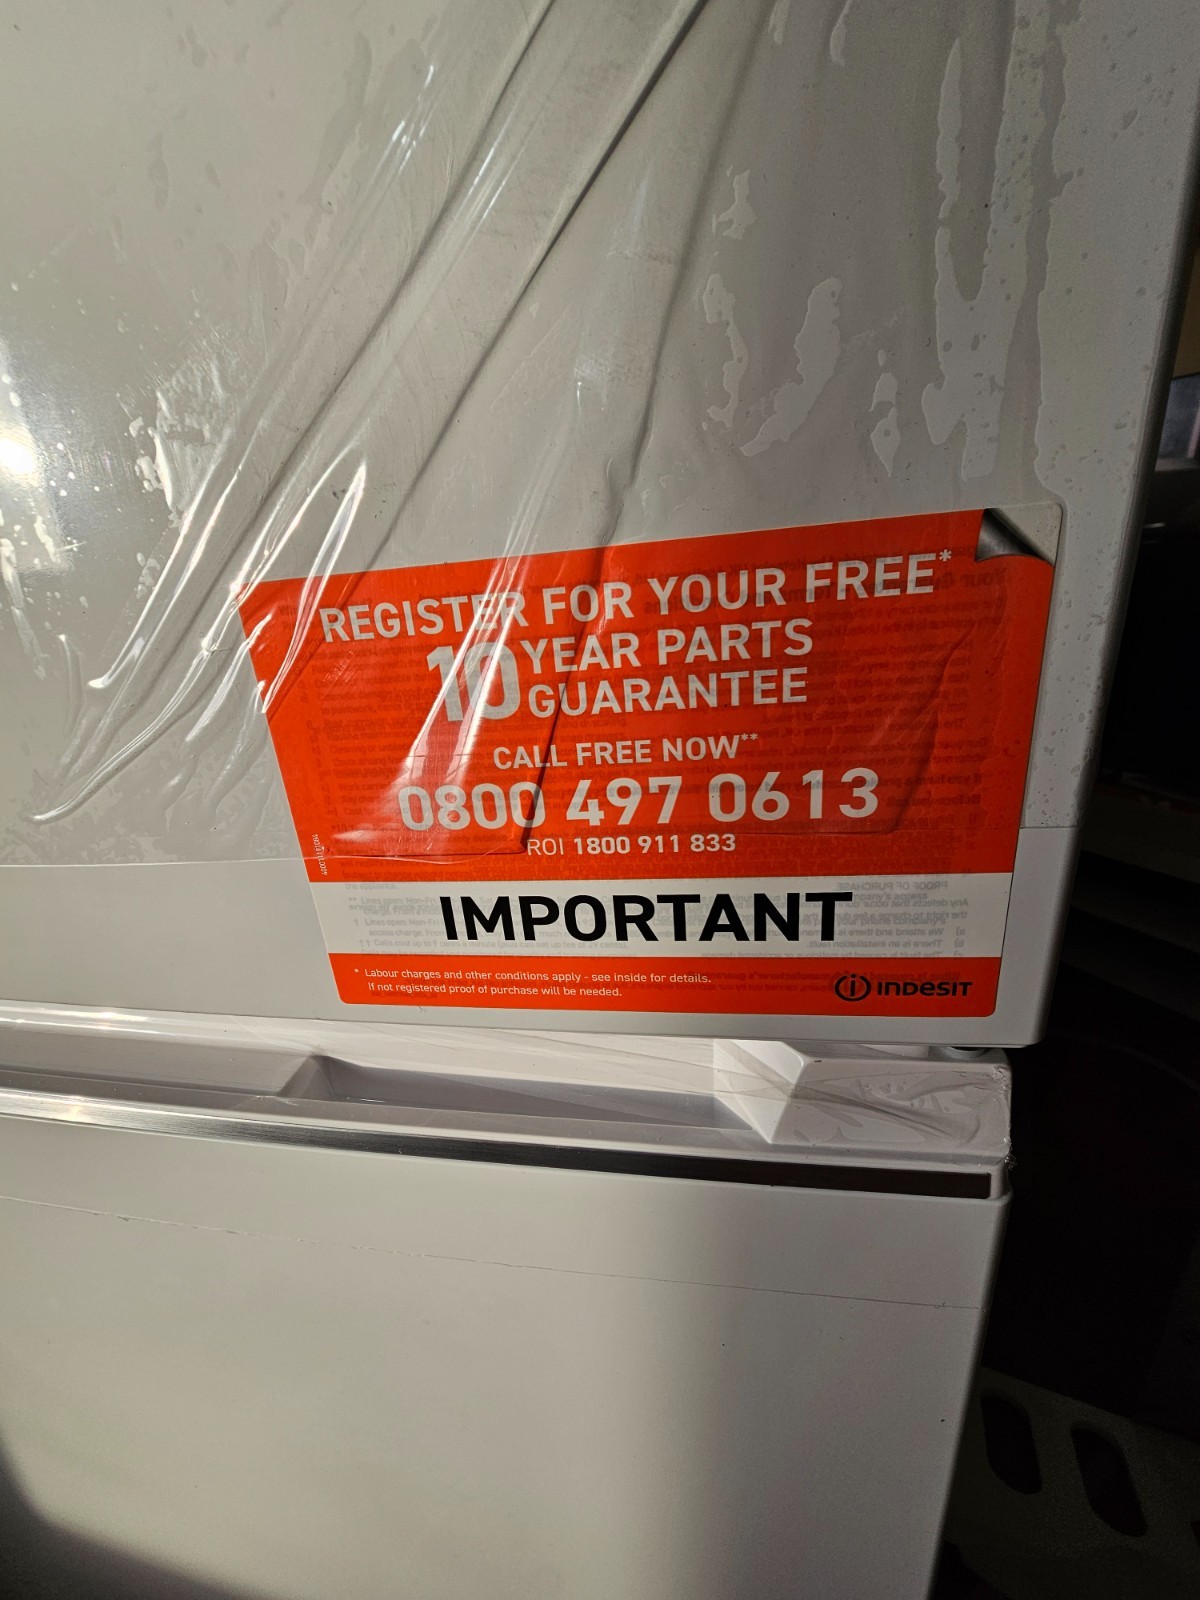 REGISTER FOR YOUR FREE*
10 YEAR PARTS
GUARANTEE
CALL FREE NOW**
0800 497 0613
ROI 1800 911 833
IMPORTANT
* Labour charges and other conditions apply - see inside for details.
If not registered proof of purchase will be needed.
INDESIT